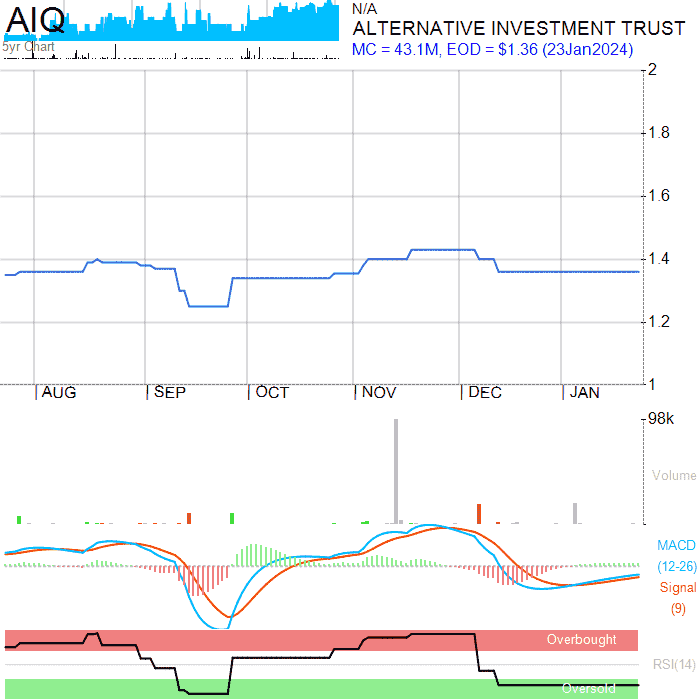 AIQ
5yr Chart
N/A
ALTERNATIVE INVESTMENT TRUST
MC = 43.1M, EOD = $1.36 (23Jan2024)
2
1.8
1.6
1.4
1.2
1
AUG SEP OCT NOV DEC JAN
98k
Volume
MACD
(12-26)
Signal
(9)
Overbought
RSI(14)
Oversold